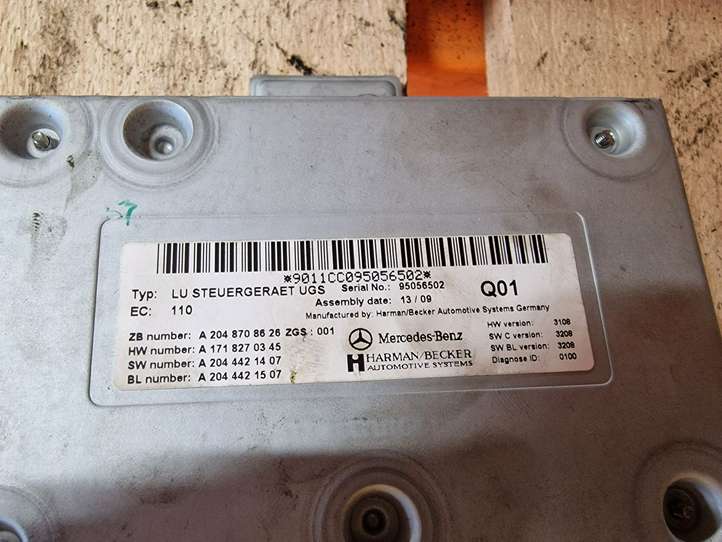 57
*9011CC095056502*
Typ: LU STEUERGERAET UGS Serial No.: 95056502 Q01
EC: 110 Assembly date: 13 / 09
Manufactured by: Harman/Becker Automotive Systems Germany
ZB number: A 204 870 86 26 ZGS : 001 Mercedes-Benz HW version: 3108
HW number: A 171 827 03 45 SW C version: 3208
SW number: A 204 442 14 07 HARMAN/BECKER SW BL version: 3208
BL number: A 204 442 15 07 AUTOMOTIVE SYSTEMS Diagnose ID: 0100